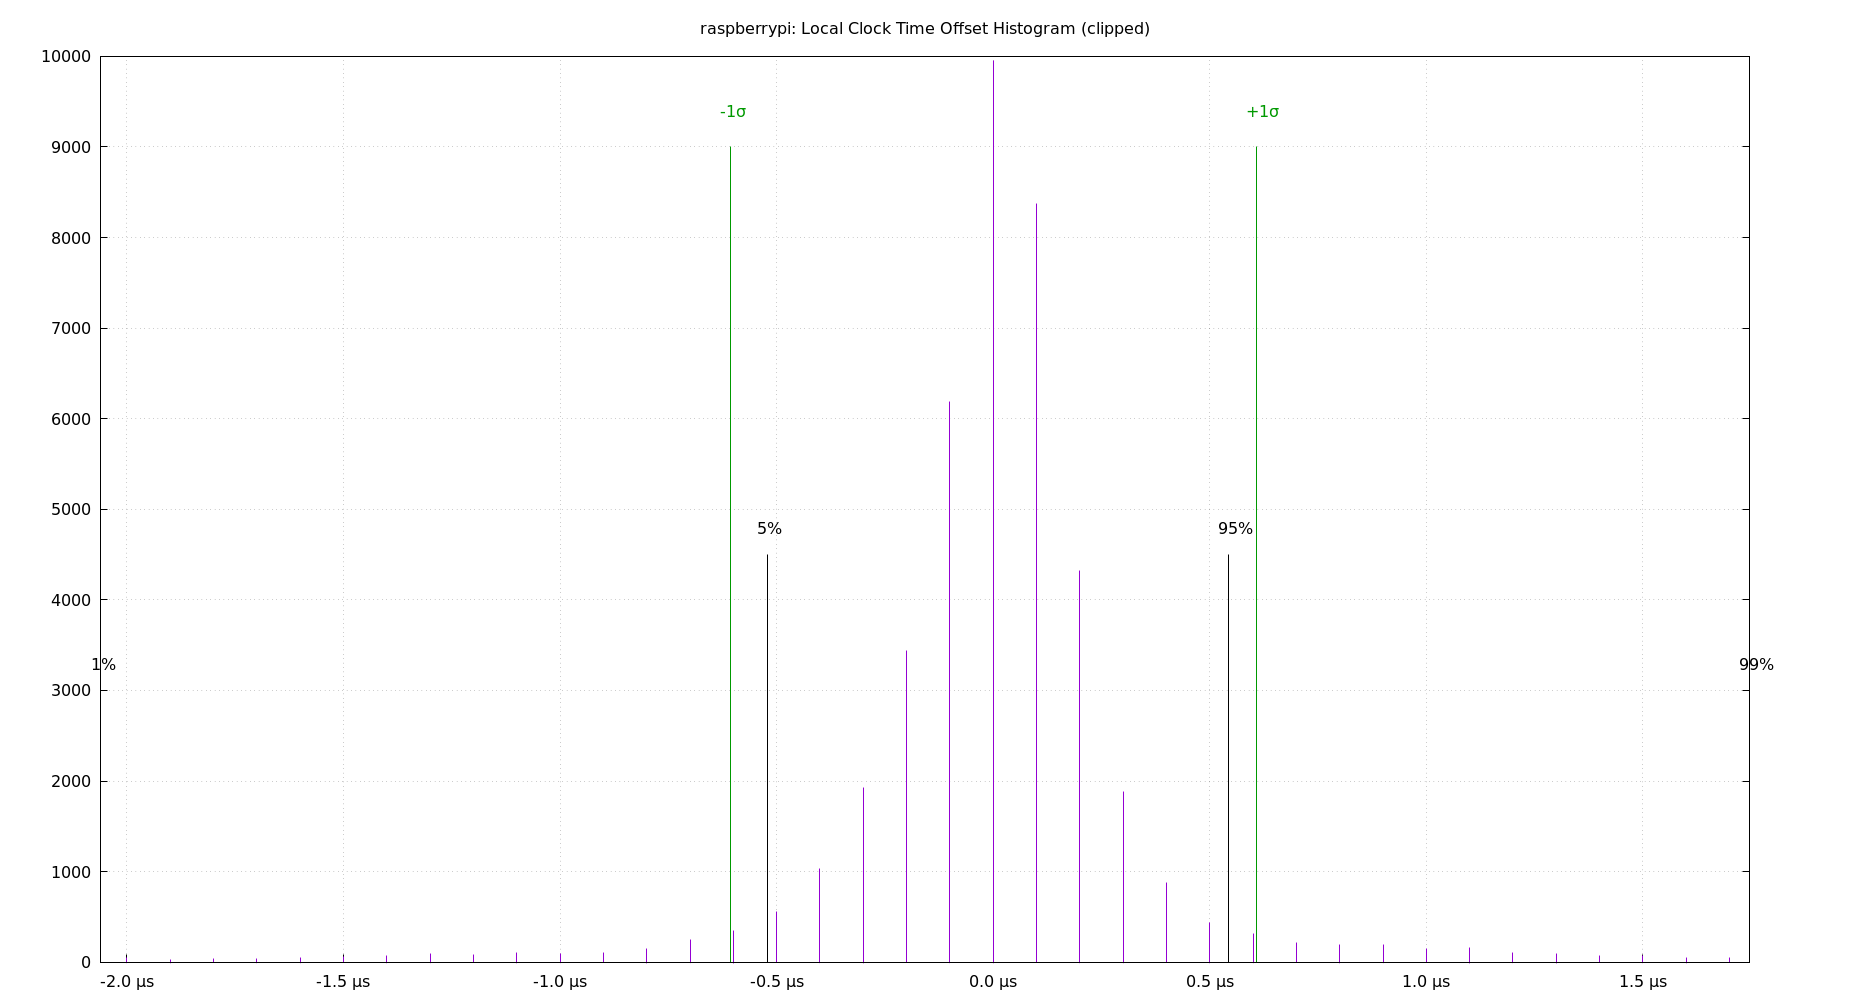 raspberrypi: Local Clock Time Offset Histogram (clipped)
10000
-1σ
+1σ
9000
8000
7000
6000
5000
5%
95%
4000
1%
99%
3000
2000
1000
0
-2.0 µs
-1.5 µs
-1.0 µs
-0.5 µs
0.0 µs
0.5 µs
1.0 µs
1.5 µs